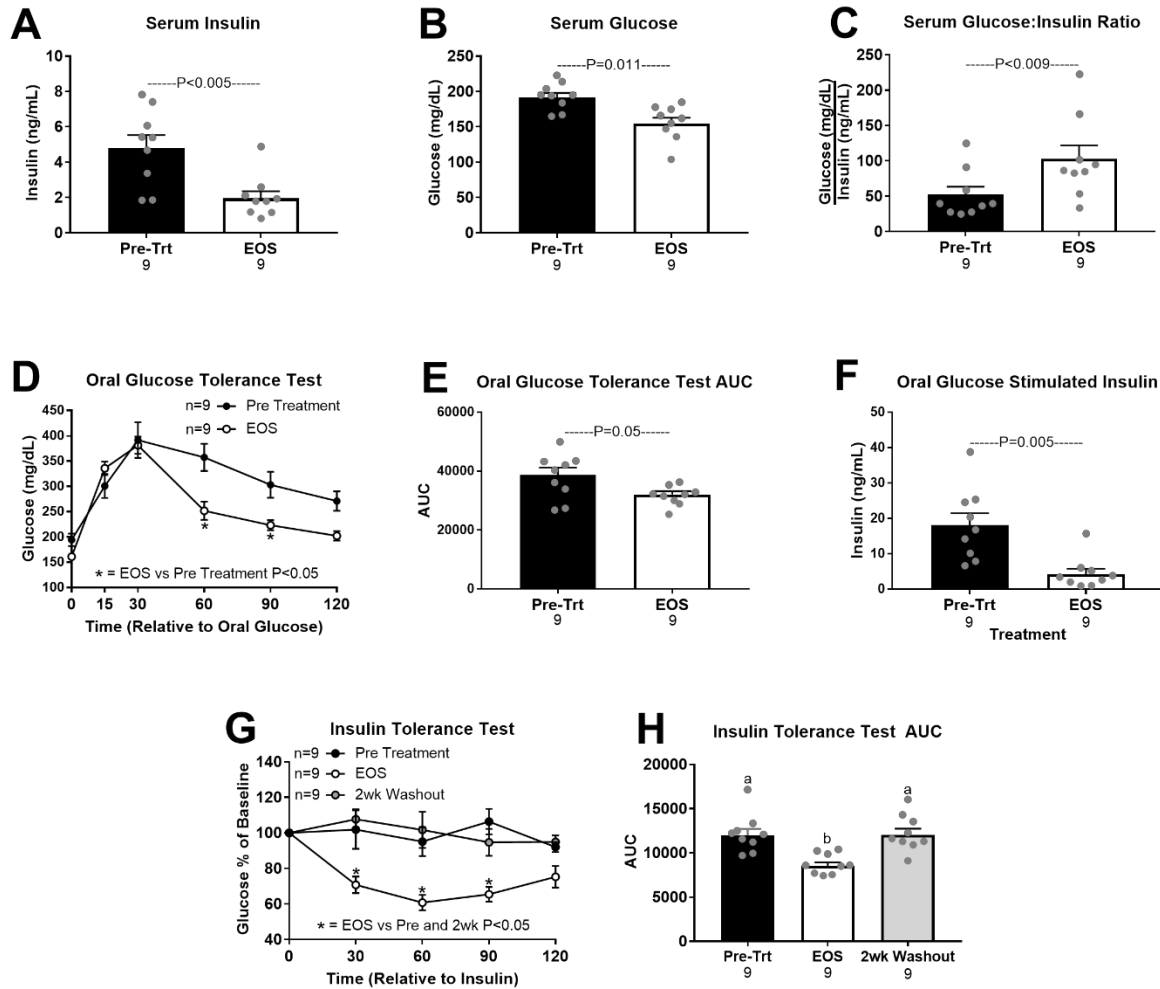 A
Serum Insulin
Insulin (ng/mL)
10
8
6
4
2
0
------P<0.005------
Pre-Trt
9
EOS
9
B
Serum Glucose
Glucose (mg/dL)
250
200
150
100
50
0
------P=0.011------
Pre-Trt
9
EOS
9
C
Serum Glucose:Insulin Ratio
Glucose (mg/dL)
Insulin (ng/mL)
250
200
150
100
50
0
------P<0.009------
Pre-Trt
9
EOS
9
D
Oral Glucose Tolerance Test
n=9 Pre Treatment
n=9 EOS
Glucose (mg/dL)
450
400
350
300
250
200
150
100
*
*
* = EOS vs Pre Treatment P<0.05
0 15 30 60 90 120
Time (Relative to Oral Glucose)
E
Oral Glucose Tolerance Test AUC
AUC
60000
40000
20000
0
------P=0.05------
Pre-Trt
9
EOS
9
F
Oral Glucose Stimulated Insulin
Insulin (ng/mL)
50
40
30
20
10
0
------P=0.005------
Pre-Trt
9
EOS
9
Treatment
G
Insulin Tolerance Test
n=9 Pre Treatment
n=9 EOS
n=9 2wk Washout
Glucose % of Baseline
140
120
100
80
60
40
*
*
*
* = EOS vs Pre and 2wk P<0.05
0 30 60 90 120
Time (Relative to Insulin)
H
Insulin Tolerance Test AUC
AUC
20000
15000
10000
5000
0
a
b
a
Pre-Trt
9
EOS
9
2wk Washout
9